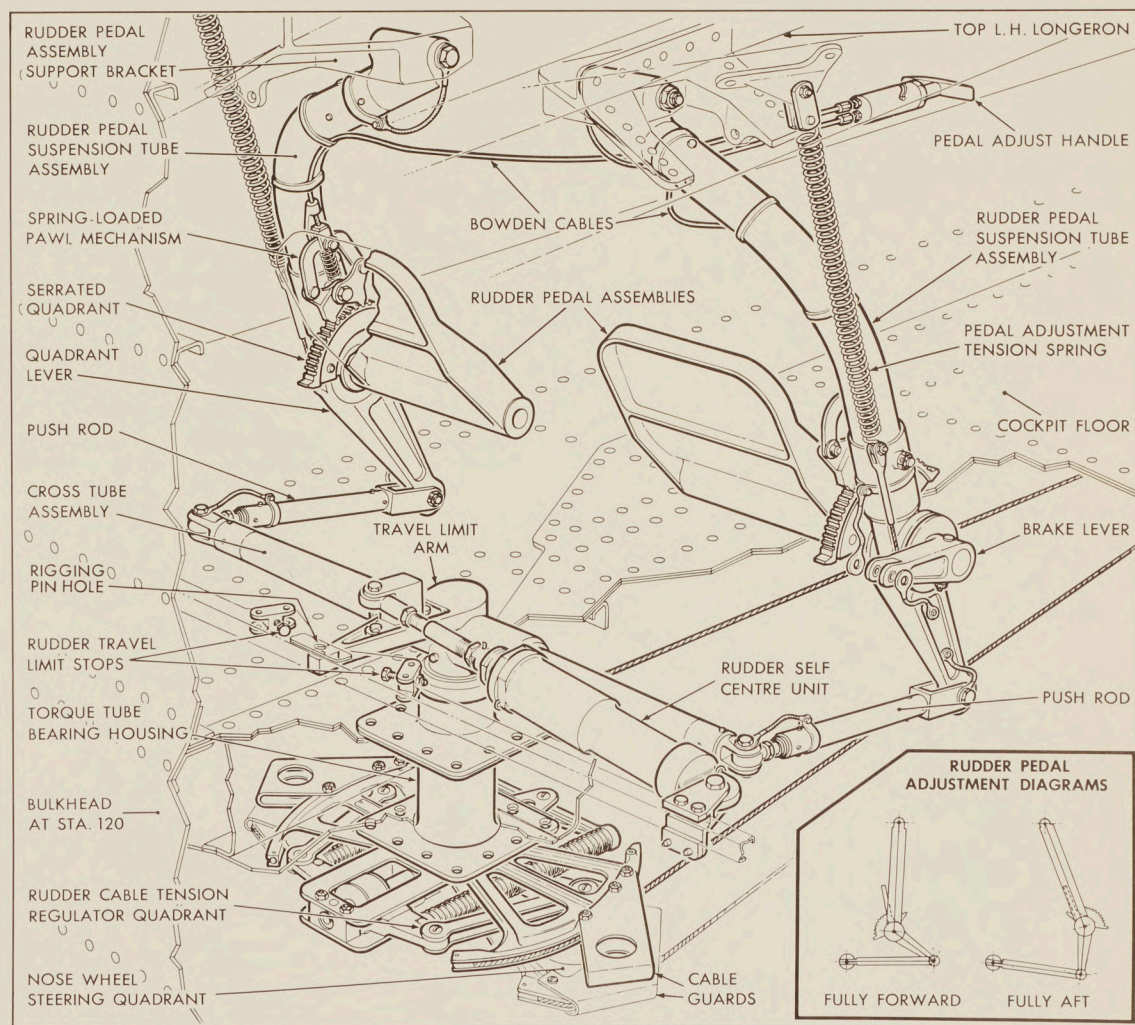 RUDDER PEDAL
ASSEMBLY
SUPPORT BRACKET
RUDDER PEDAL
SUSPENSION TUBE
ASSEMBLY
SPRING-LOADED
PAWL MECHANISM
SERRATED
QUADRANT
QUADRANT
LEVER
PUSH ROD
CROSS TUBE
ASSEMBLY
RIGGING
PIN HOLE
RUDDER TRAVEL
LIMIT STOPS
TORQUE TUBE
BEARING HOUSING
BULKHEAD
AT STA. 120
RUDDER CABLE TENSION
REGULATOR QUADRANT
NOSE WHEEL
STEERING QUADRANT
BOWDEN CABLES
RUDDER PEDAL ASSEMBLIES
TRAVEL LIMIT
ARM
TOP L.H. LONGERON
PEDAL ADJUST HANDLE
RUDDER PEDAL
SUSPENSION TUBE
ASSEMBLY
PEDAL ADJUSTMENT
TENSION SPRING
COCKPIT FLOOR
BRAKE LEVER
RUDDER SELF
CENTRE UNIT
PUSH ROD
CABLE
GUARDS
RUDDER PEDAL
ADJUSTMENT DIAGRAMS
FULLY FORWARD
FULLY AFT